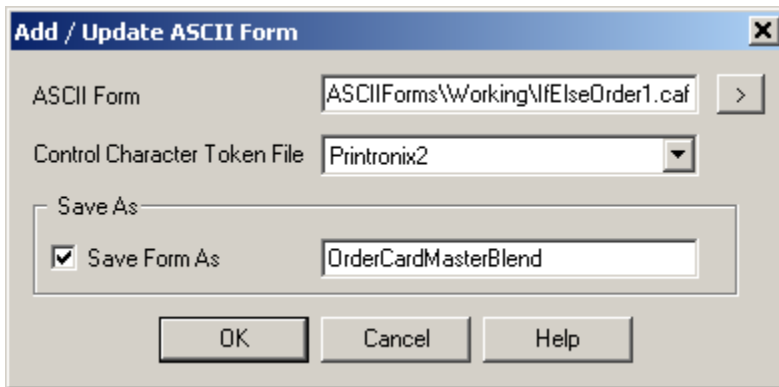 Add / Update ASCII Form
ASCII Form
ASCIIForms\Working\IfElseOrder1.caf
>
Control Character Token File
Printronix2
Save As
Save Form As
OrderCardMasterBlend
OK
Cancel
Help